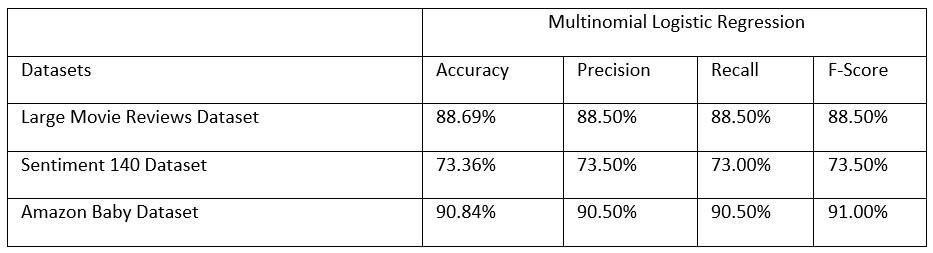 Multinomial Logistic Regression
Datasets Accuracy Precision Recall F-Score
Large Movie Reviews Dataset 88.69% 88.50% 88.50% 88.50%
Sentiment 140 Dataset 73.36% 73.50% 73.00% 73.50%
Amazon Baby Dataset 90.84% 90.50% 90.50% 91.00%